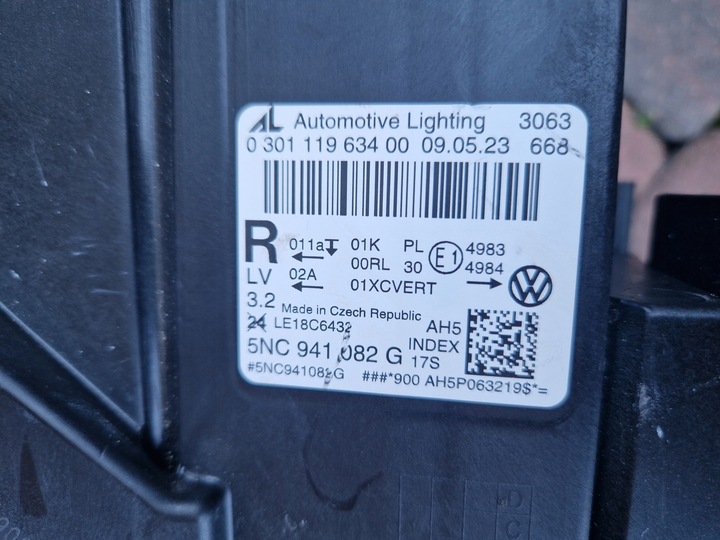 AL Automotive Lighting 3063
0 301 119 634 00 09.05.23 668
R 011a 01K PL E1 4983
00RL 30 4984
LV 02A 01XCVERT
3.2 Made in Czech Republic
24 LE18C6432 AH5
INDEX
5NC 941 082 G 17S
#5NC941082G ###*900 AH5P063219$*=
D
C